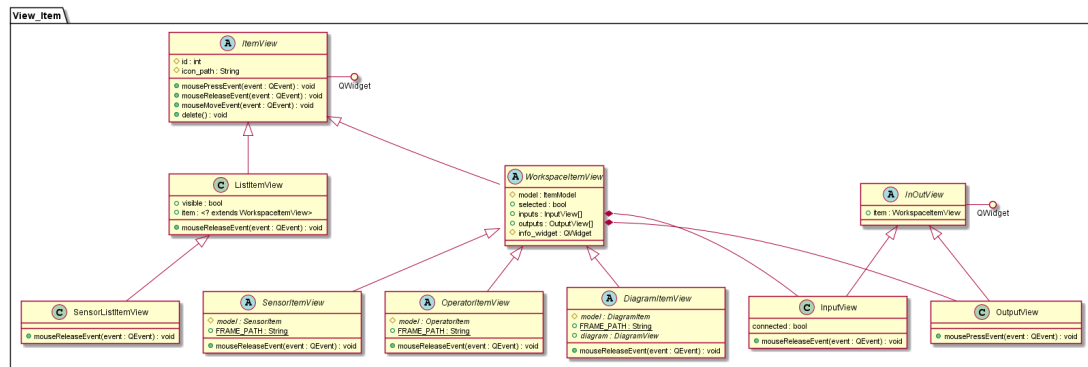 View_Item
A ItemView
id : int
icon_path : String
mousePressEvent(event : QEvent) : void
mouseReleaseEvent(event : QEvent) : void
mouseMoveEvent(event : QEvent) : void
delete() : void
QWidget
C ListItemView
visible : bool
item : <? extends WorkspaceItemView>
mouseReleaseEvent(event : QEvent) : void
A WorkspaceItemView
model : ItemModel
selected : bool
inputs : InputView[]
outputs : OutputView[]
info_widget : QWidget
A InOutView
item : WorkspaceItemView
QWidget
C SensorListItemView
mouseReleaseEvent(event : QEvent) : void
A SensorItemView
model : SensorItem
FRAME_PATH : String
mouseReleaseEvent(event : QEvent) : void
A OperatorItemView
model : OperatorItem
FRAME_PATH : String
mouseReleaseEvent(event : QEvent) : void
A DiagramItemView
model : DiagramItem
FRAME_PATH : String
diagram : DiagramView
mouseReleaseEvent(event : QEvent) : void
C InputView
connected : bool
mouseReleaseEvent(event : QEvent) : void
C OutputView
mousePressEvent(event : QEvent) : void